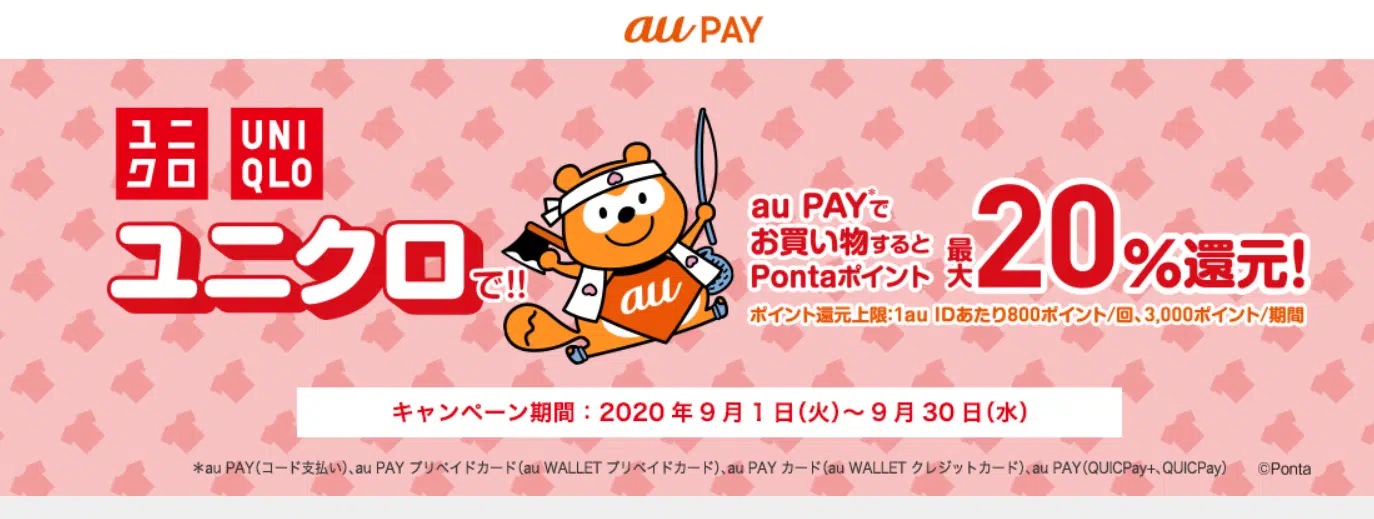 au PAY
ユニクロ
UNIQLO
ユニクロで!!
au
au PAY*で
お買い物すると
Pontaポイント
最大20%還元!
ポイント還元上限:1au IDあたり800ポイント/回、3,000ポイント/期間
キャンペーン期間：2020年9月1日(火)～9月30日(水)
＊au PAY(コード支払い)、au PAY プリペイドカード(au WALLET プリペイドカード)、au PAY カード(au WALLET クレジットカード)、au PAY(QUICPay+、QUICPay)
©Ponta